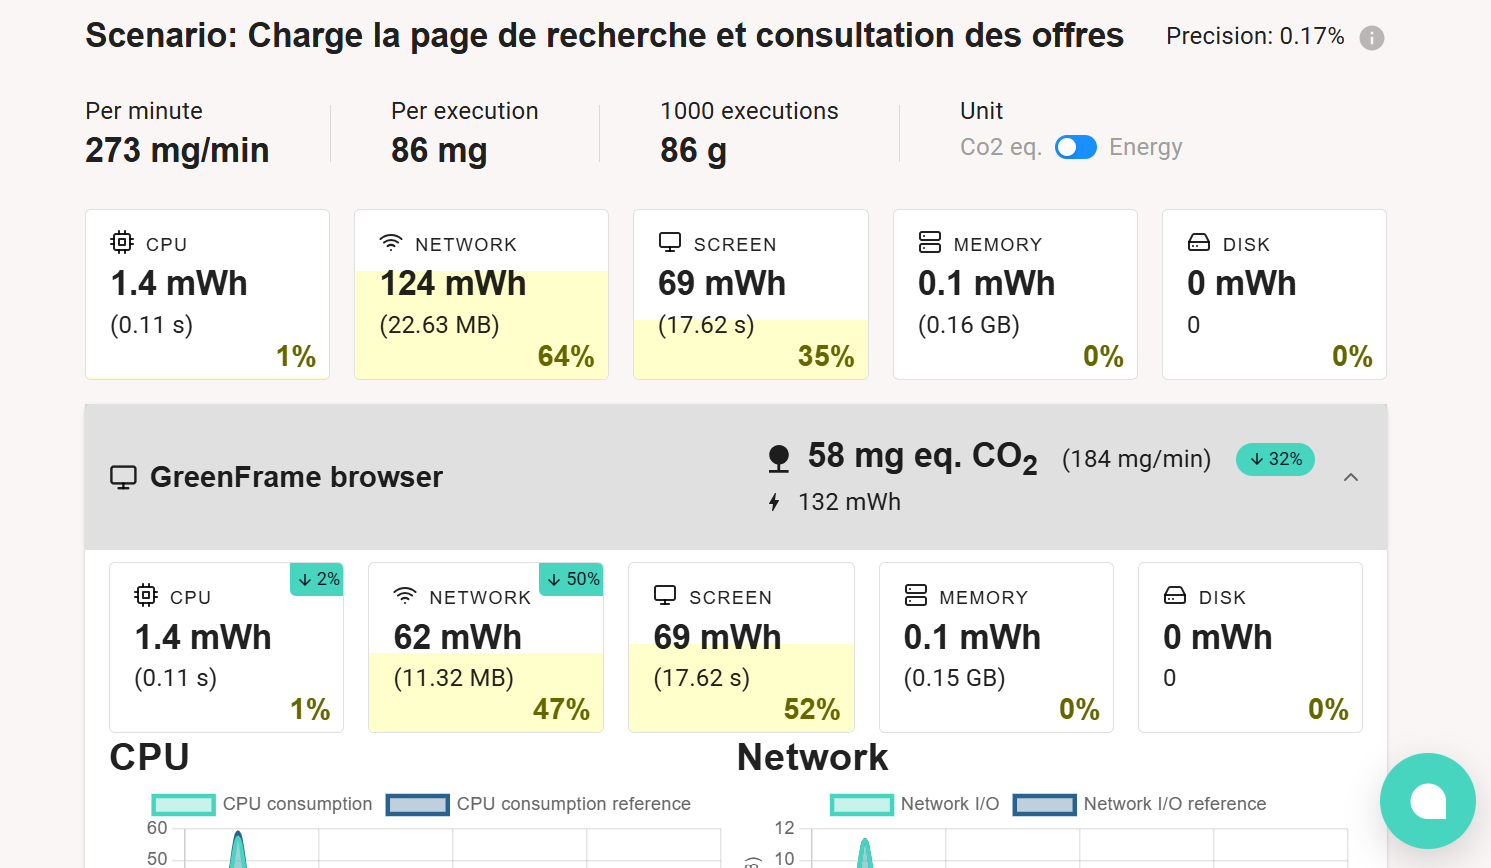 Scenario: Charge la page de recherche et consultation des offres
Precision: 0.17%
Per minute
273 mg/min
Per execution
86 mg
1000 executions
86 g
Unit
Co2 eq. Energy
CPU
1.4 mWh
(0.11 s)
1%
NETWORK
124 mWh
(22.63 MB)
64%
SCREEN
69 mWh
(17.62 s)
35%
MEMORY
0.1 mWh
(0.16 GB)
0%
DISK
0 mWh
0
0%
GreenFrame browser
58 mg eq. CO2 (184 mg/min)
↓ 32%
132 mWh
CPU
↓ 2%
1.4 mWh
(0.11 s)
1%
NETWORK
↓ 50%
62 mWh
(11.32 MB)
47%
SCREEN
69 mWh
(17.62 s)
52%
MEMORY
0.1 mWh
(0.15 GB)
0%
DISK
0 mWh
0
0%
CPU
CPU consumption
CPU consumption reference
60
50
Network
Network I/O
Network I/O reference
12
10